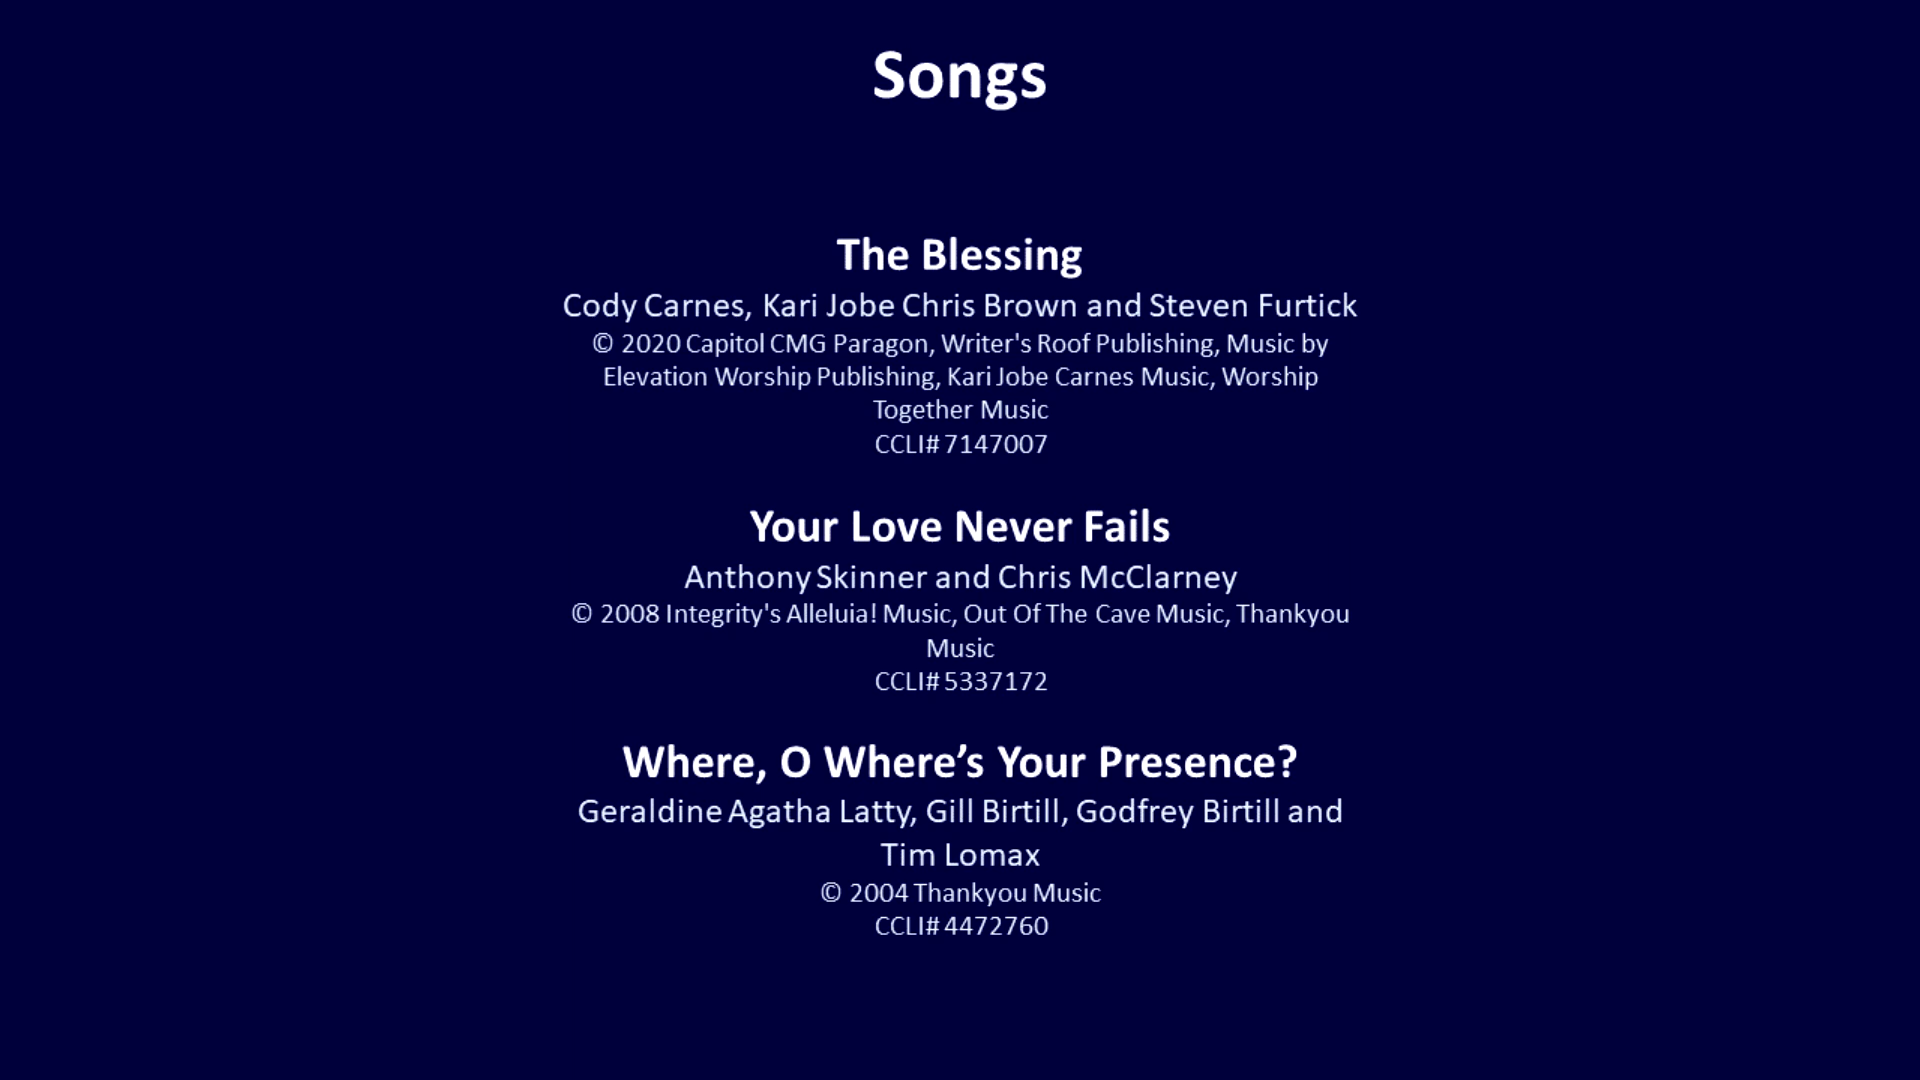 Songs
The Blessing
Cody Carnes, Kari Jobe Chris Brown and Steven Furtick
© 2020 Capitol CMG Paragon, Writer's Roof Publishing, Music by
Elevation Worship Publishing, Kari Jobe Carnes Music, Worship
Together Music
CCLI# 7147007
Your Love Never Fails
Anthony Skinner and Chris McClarney
© 2008 Integrity's Alleluia! Music, Out Of The Cave Music, Thankyou
Music
CCLI# 5337172
Where, O Where’s Your Presence?
Geraldine Agatha Latty, Gill Birtill, Godfrey Birtill and
Tim Lomax
© 2004 Thankyou Music
CCLI# 4472760